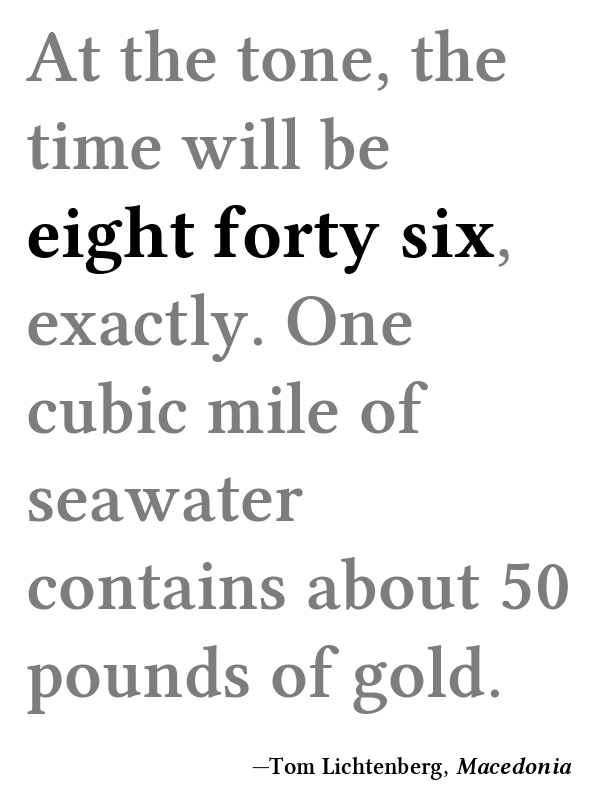 At the tone, the
time will be
eight forty six,
exactly. One
cubic mile of
seawater
contains about 50
pounds of gold.
—Tom Lichtenberg, Macedonia